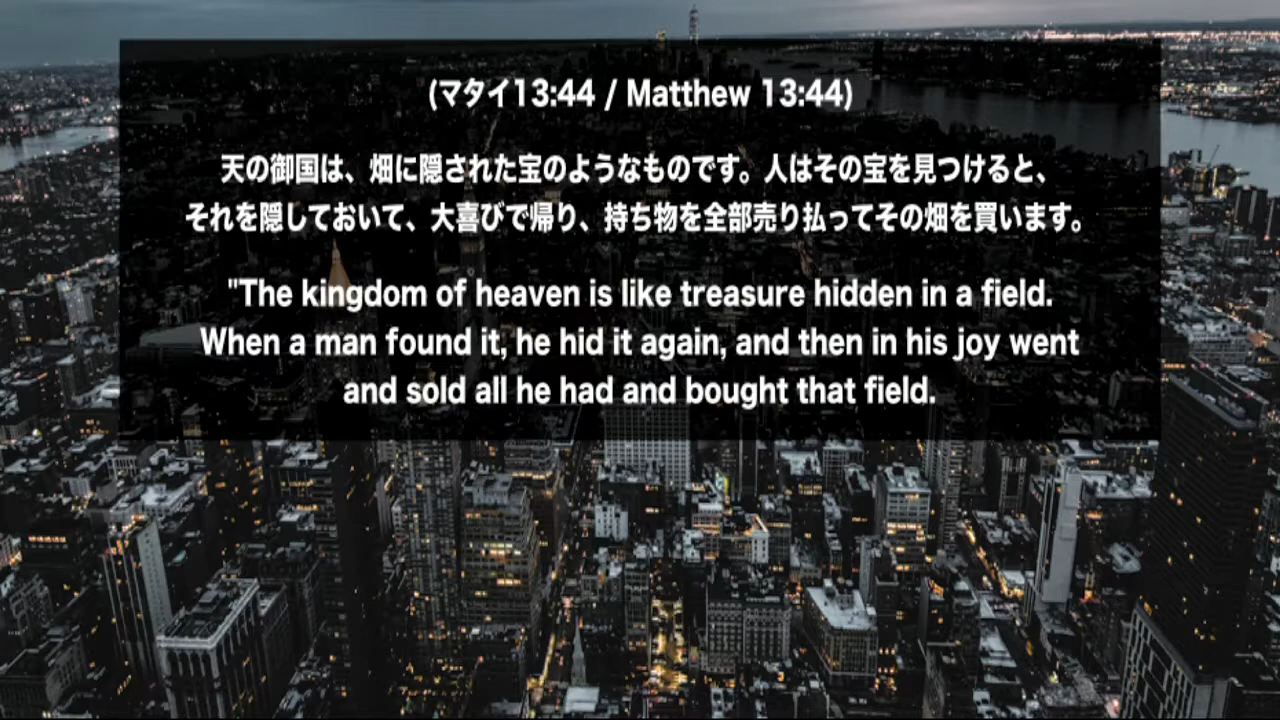 (マタイ13:44 / Matthew 13:44)
天の御国は、畑に隠された宝のようなものです。人はその宝を見つけると、
それを隠しておいて、大喜びで帰り、持ち物を全部売り払ってその畑を買います。
"The kingdom of heaven is like treasure hidden in a field.
When a man found it, he hid it again, and then in his joy went
and sold all he had and bought that field.